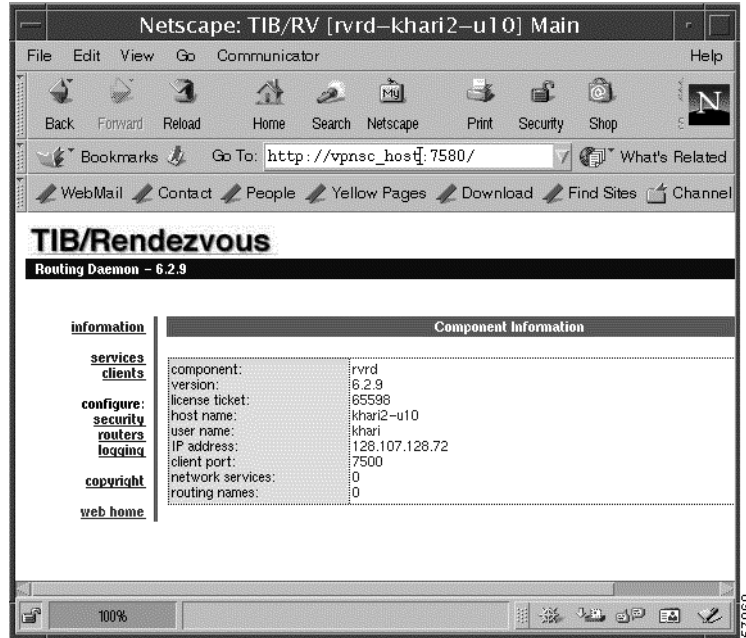 Netscape: TIB/RV [rvrd-khari2-u10] Main
File Edit View Go Communicator Help
Back Forward Reload Home Search Netscape Print Security Shop
My
N
Bookmarks Go To: http://vpnsc_host:7580/ What's Related
WebMail Contact People Yellow Pages Download Find Sites Channel
TIB/Rendezvous
Routing Daemon - 6.2.9
information
services
clients
configure:
security
routers
logging
copyright
web home
Component Information
component: rvrd
version: 6.2.9
license ticket: 65598
host name: khari2-u10
user name: khari
IP address: 128.107.128.72
client port: 7500
network services: 0
routing names: 0
100%